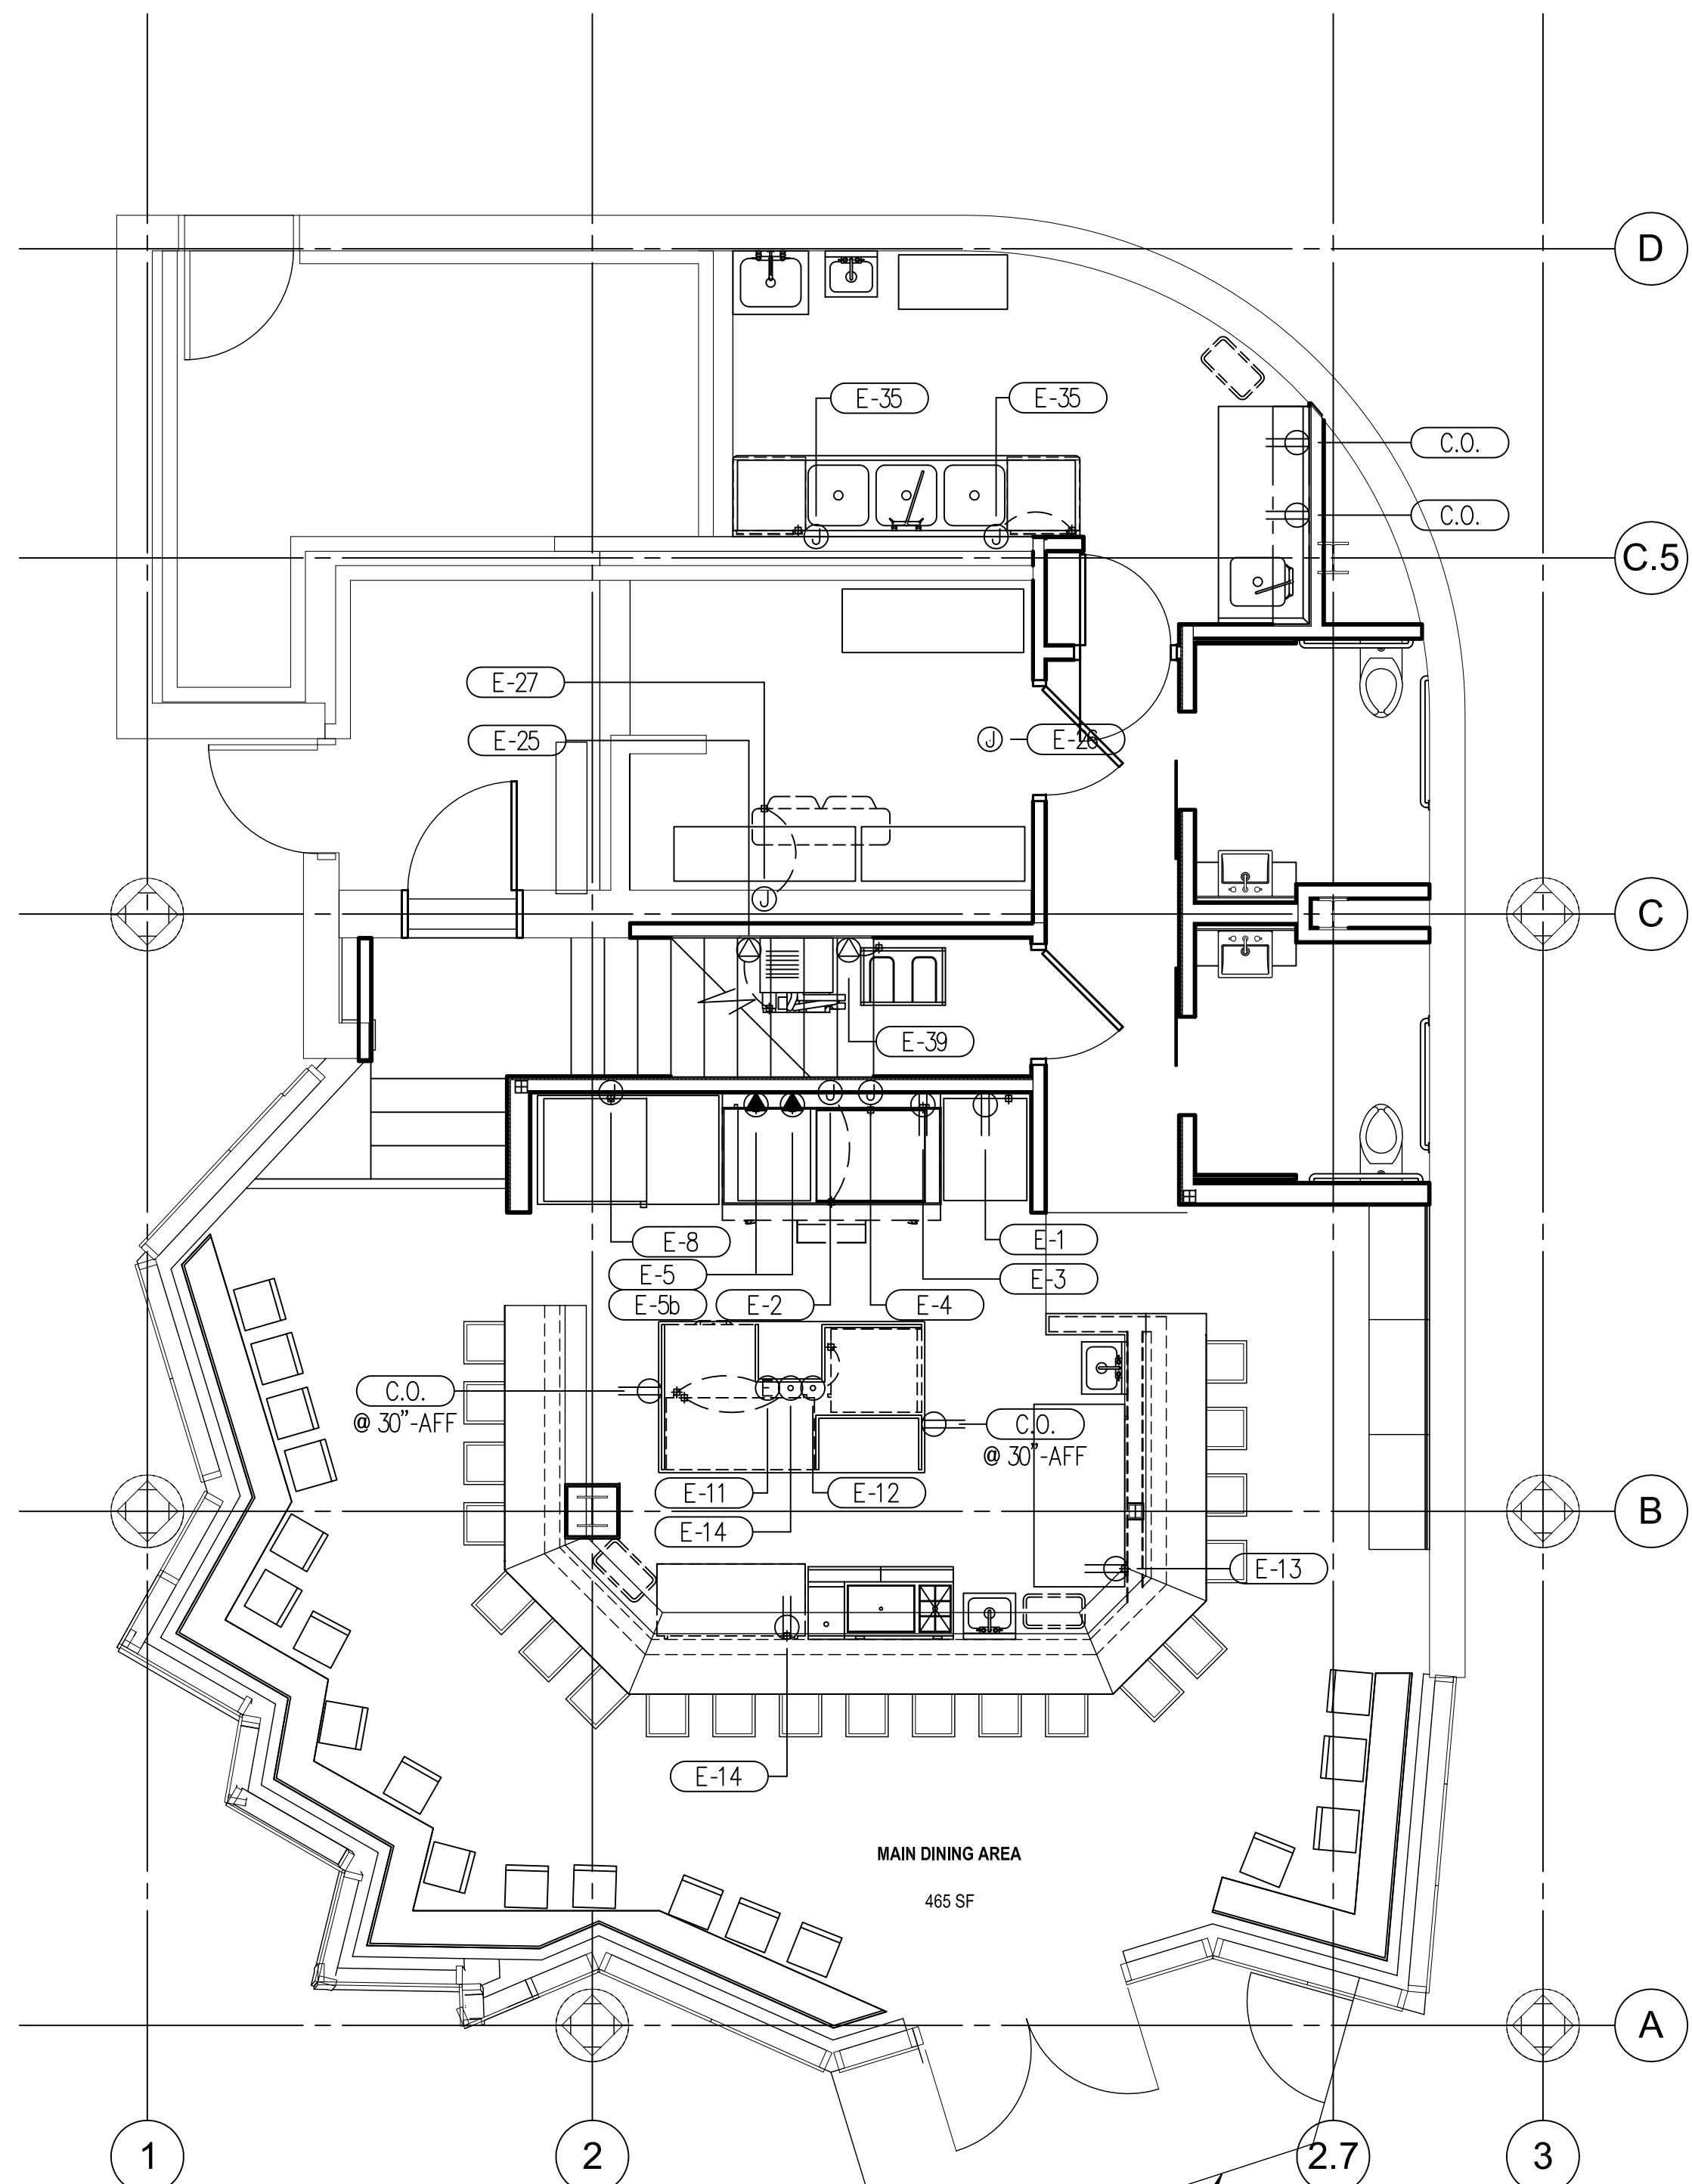 D
E-35
E-35
C.O.
C.O.
J
J
C.5
E-27
E-25
J
E-26
J
C
E-39
J
J
J
E-8
E-1
E-5
E-3
E-5b
E-2
E-4
C.O.
@ 30"-AFF
E
C.O.
@ 30"-AFF
E-11
E-12
E-14
B
E-13
E-14
MAIN DINING AREA
465 SF
A
1
2
2.7
3